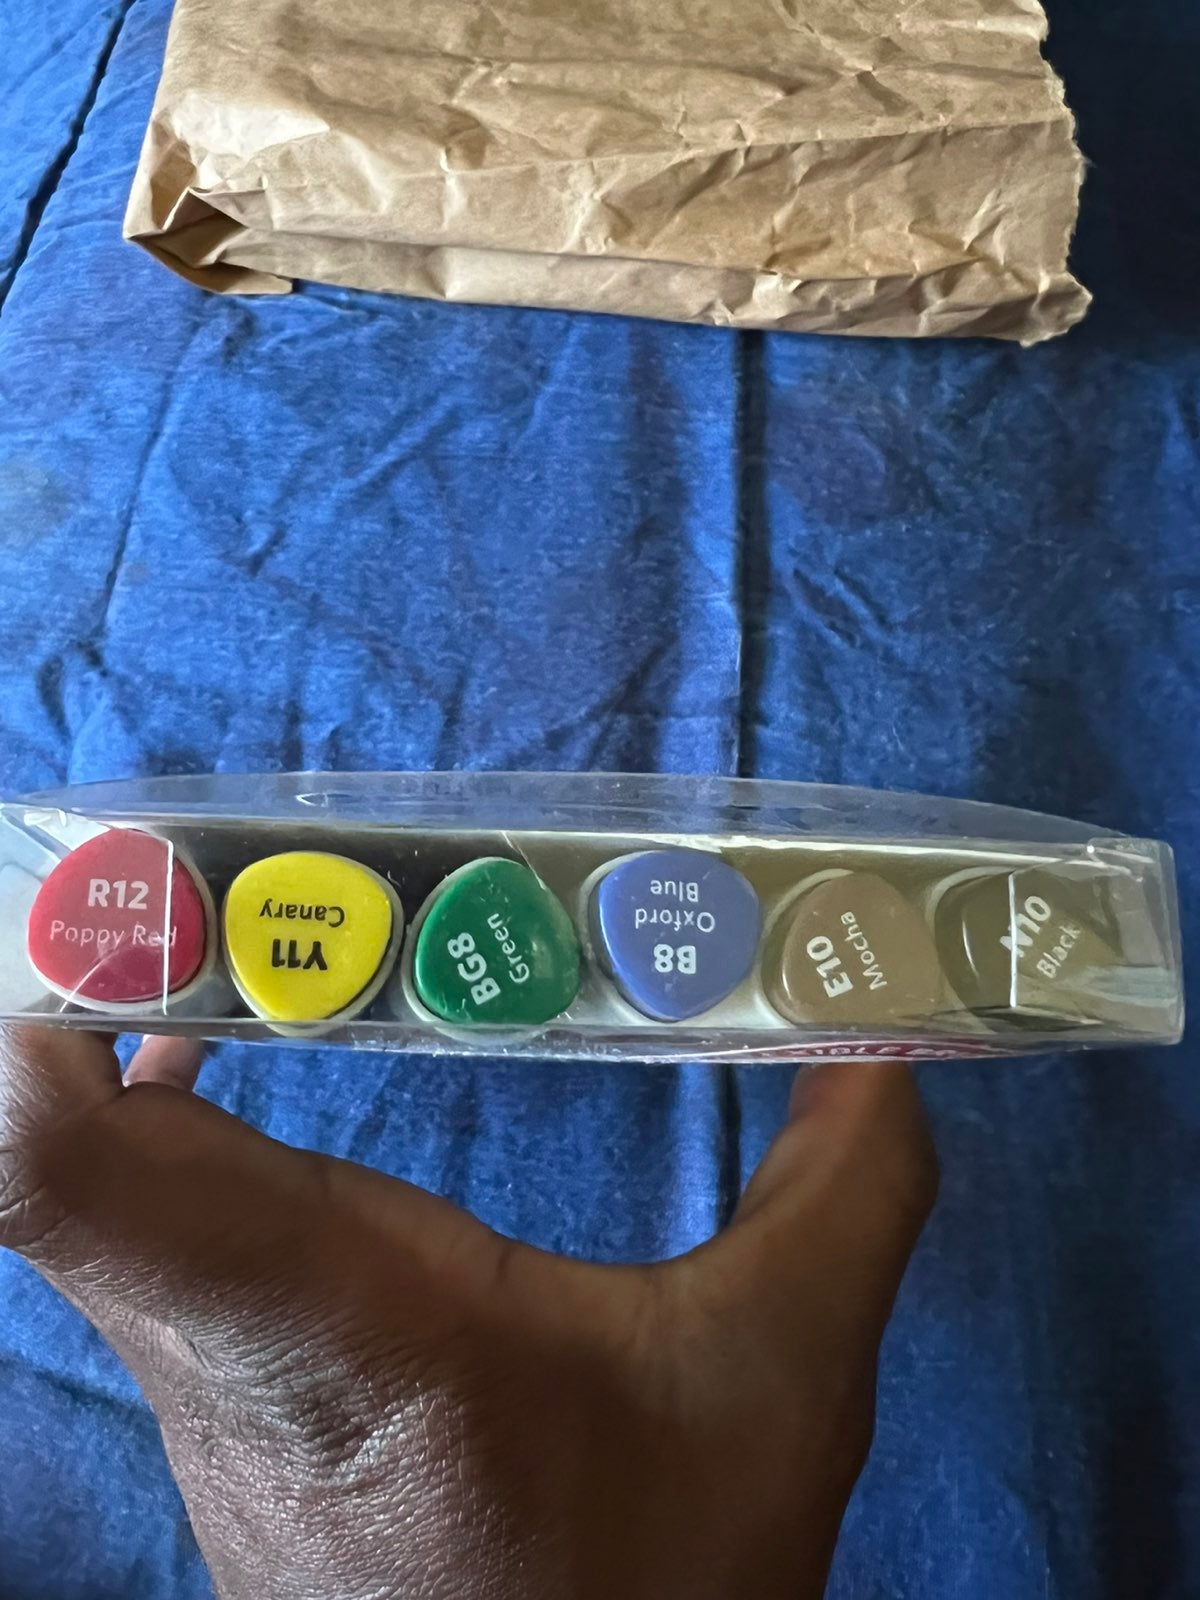 R12
Poppy Red
Y11
Canary
BG8
Green
B8
Oxford
Blue
E10
Mocha
N10
Black